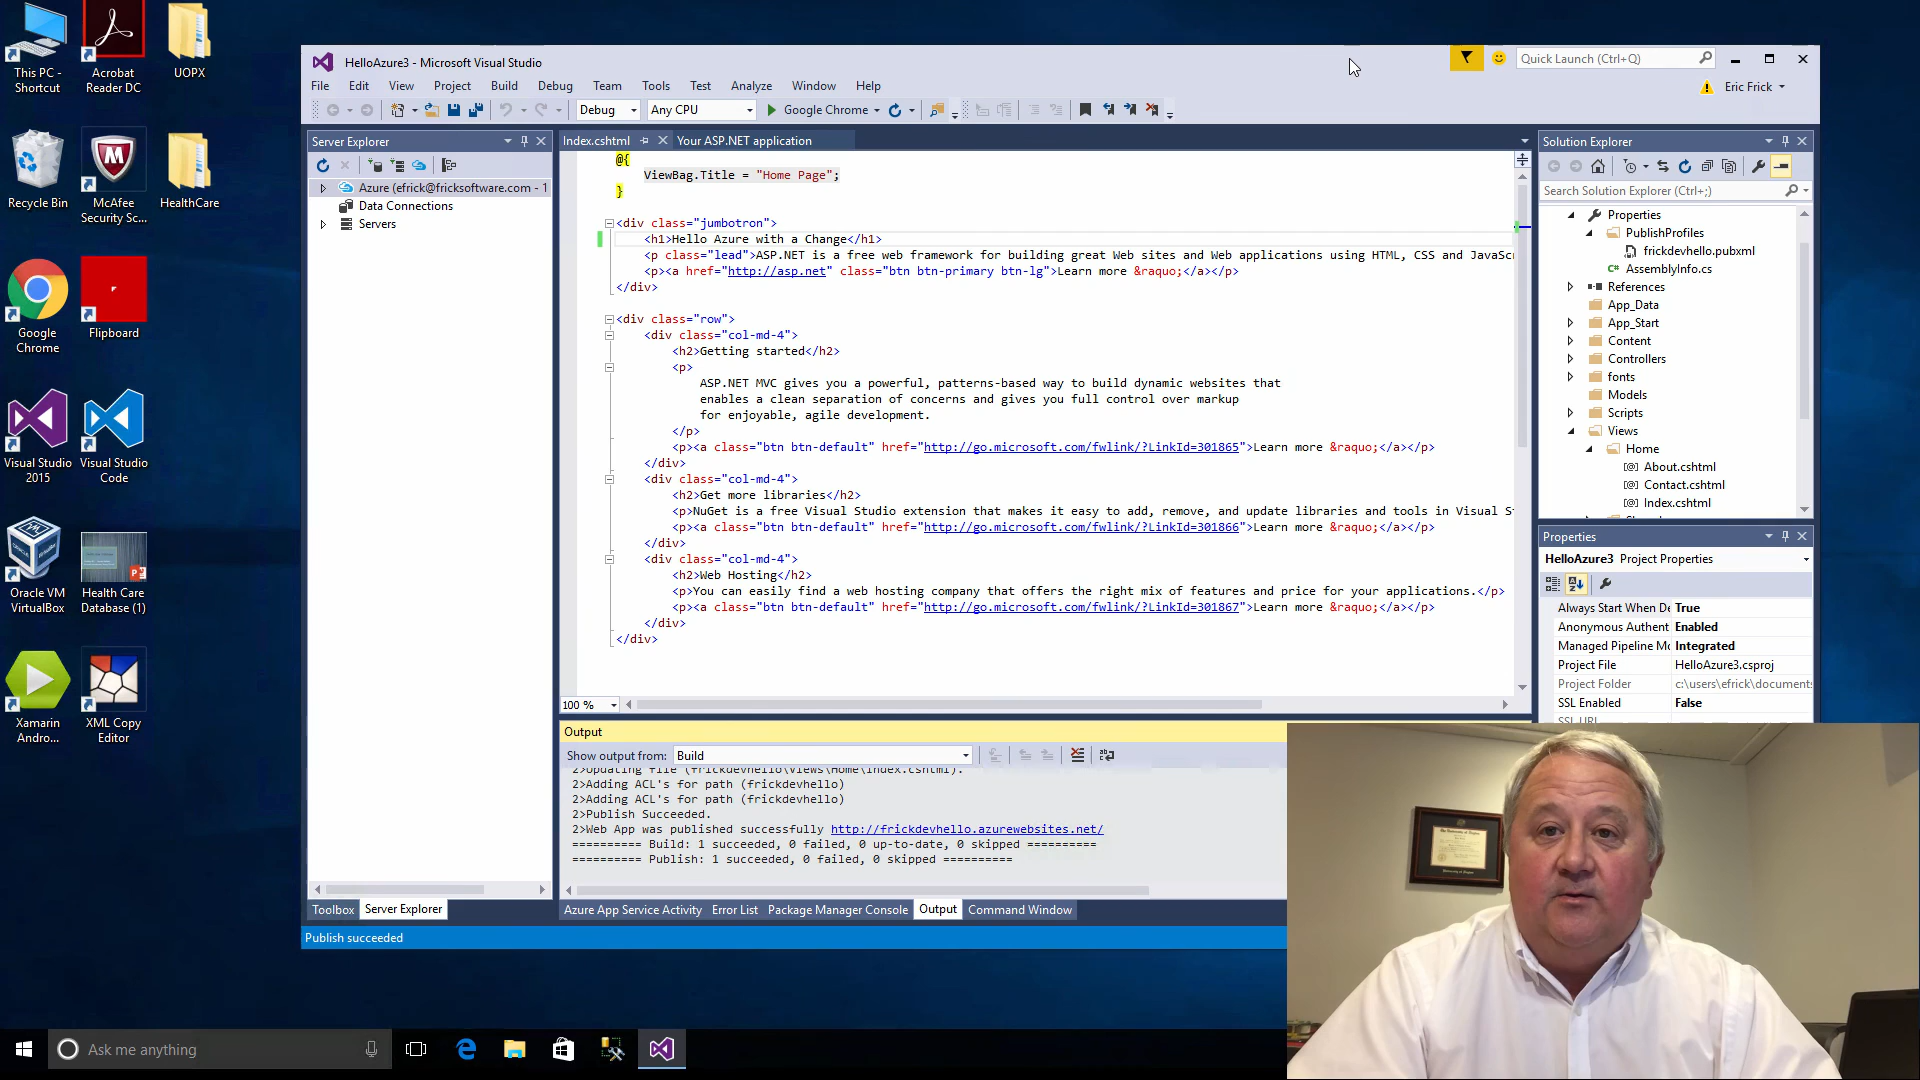 This PC - Shortcut
Acrobat Reader DC
UOPX
Recycle Bin
McAfee Security Sc...
HealthCare
Google Chrome
Flipboard
Visual Studio 2015
Visual Studio Code
Oracle VM VirtualBox
Health Care Database (1)
Xamarin Andro...
XML Copy Editor
HelloAzure3 - Microsoft Visual Studio
Quick Launch (Ctrl+Q)
File Edit View Project Build Debug Team Tools Test Analyze Window Help
Eric Frick
Debug Any CPU Google Chrome
Server Explorer
Azure (efrick@fricksoftware.com - 1
Data Connections
Servers
Toolbox Server Explorer
Index.cshtml Your ASP.NET application
@{
ViewBag.Title = "Home Page";
}
<div class="jumbotron">
<h1>Hello Azure with a Change</h1>
<p class="lead">ASP.NET is a free web framework for building great Web sites and Web applications using HTML, CSS and JavaScr
<p><a href="http://asp.net" class="btn btn-primary btn-lg">Learn more &raquo;</a></p>
</div>
<div class="row">
<div class="col-md-4">
<h2>Getting started</h2>
<p>
ASP.NET MVC gives you a powerful, patterns-based way to build dynamic websites that
enables a clean separation of concerns and gives you full control over markup
for enjoyable, agile development.
</p>
<p><a class="btn btn-default" href="http://go.microsoft.com/fwlink/?LinkId=301865">Learn more &raquo;</a></p>
</div>
<div class="col-md-4">
<h2>Get more libraries</h2>
<p>NuGet is a free Visual Studio extension that makes it easy to add, remove, and update libraries and tools in Visual S
<p><a class="btn btn-default" href="http://go.microsoft.com/fwlink/?LinkId=301866">Learn more &raquo;</a></p>
</div>
<div class="col-md-4">
<h2>Web Hosting</h2>
<p>You can easily find a web hosting company that offers the right mix of features and price for your applications.</p>
<p><a class="btn btn-default" href="http://go.microsoft.com/fwlink/?LinkId=301867">Learn more &raquo;</a></p>
</div>
</div>
100 %
Output
Show output from: Build
2>Updating file (frickdevhello\Views\Home\Index.cshtml).
2>Adding ACL's for path (frickdevhello)
2>Adding ACL's for path (frickdevhello)
2>Publish Succeeded.
2>Web App was published successfully http://frickdevhello.azurewebsites.net/
========== Build: 1 succeeded, 0 failed, 0 up-to-date, 0 skipped ==========
========== Publish: 1 succeeded, 0 failed, 0 skipped ==========
Azure App Service Activity Error List Package Manager Console Output Command Window
Publish succeeded
Solution Explorer
Search Solution Explorer (Ctrl+;)
Properties
PublishProfiles
frickdevhello.pubxml
AssemblyInfo.cs
References
App_Data
App_Start
Content
Controllers
fonts
Models
Scripts
Views
Home
About.cshtml
Contact.cshtml
Index.cshtml
Properties
HelloAzure3 Project Properties
Always Start When De True
Anonymous Authent Enabled
Managed Pipeline Mo Integrated
Project File HelloAzure3.csproj
Project Folder c:\users\efrick\documents
SSL Enabled False
SSL URL
Ask me anything